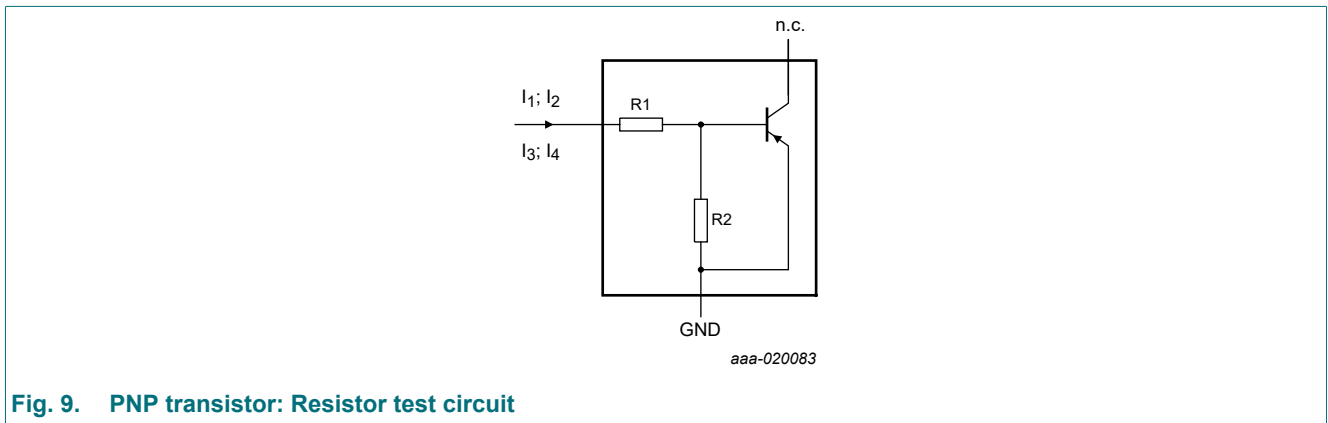 n.c.
I1; I2
R1
I3; I4
R2
GND
aaa-020083
Fig. 9. PNP transistor: Resistor test circuit